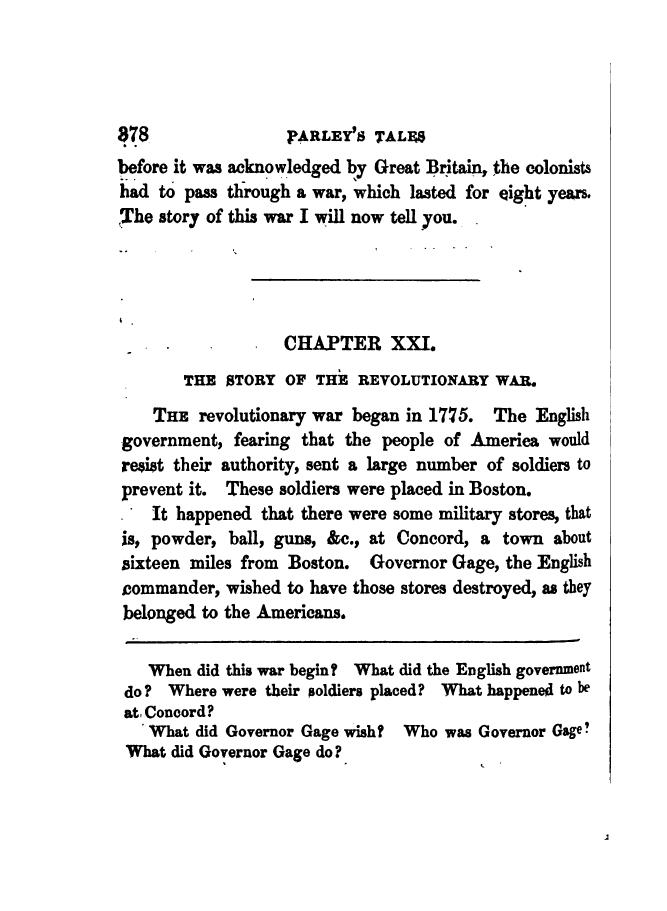 378 PARLEY'S TALES
before it was acknowledged by Great Britain, the colonists
had to pass through a war, which lasted for eight years.
The story of this war I will now tell you.
CHAPTER XXI.
THE STORY OF THE REVOLUTIONARY WAR.
THE revolutionary war began in 1775. The English
government, fearing that the people of America would
resist their authority, sent a large number of soldiers to
prevent it. These soldiers were placed in Boston.
It happened that there were some military stores, that
is, powder, ball, guns, &c., at Concord, a town about
sixteen miles from Boston. Governor Gage, the English
commander, wished to have those stores destroyed, as they
belonged to the Americans.
When did this war begin? What did the English government
do? Where were their soldiers placed? What happened to be
at Concord?
What did Governor Gage wish? Who was Governor Gage?
What did Governor Gage do?